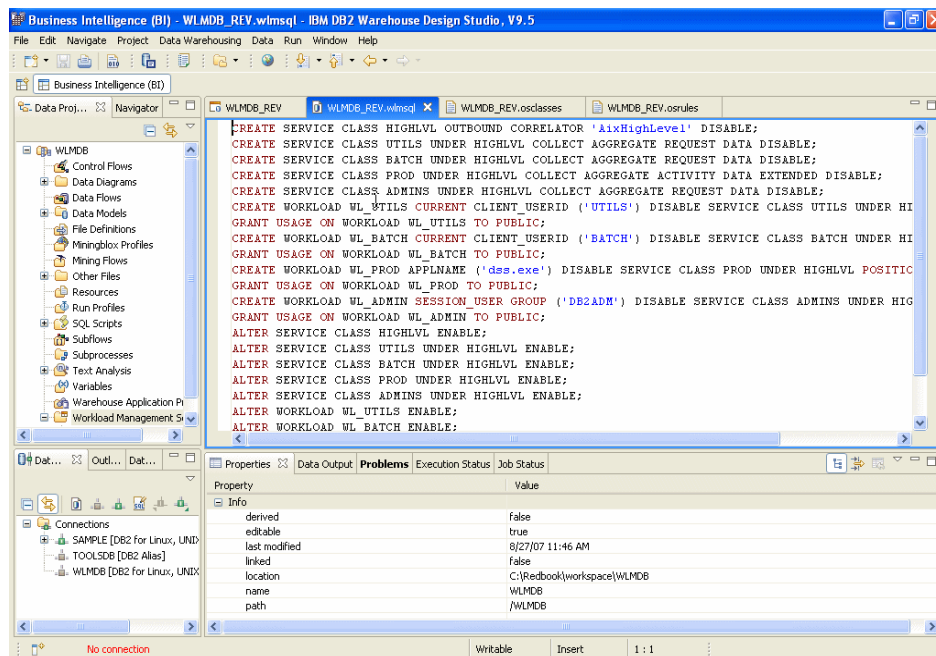 Business Intelligence (BI) - WLMDB_REV.wlmsql - IBM DB2 Warehouse Design Studio, V9.5
File Edit Navigate Project Data Warehousing Data Run Window Help
Business Intelligence (BI)
Data Proj... Navigator
WLMDB
Control Flows
Data Diagrams
Data Flows
Data Models
File Definitions
Miningblox Profiles
Mining Flows
Other Files
Resources
Run Profiles
SQL Scripts
Subflows
Subprocesses
Text Analysis
Variables
Warehouse Application Pr
Workload Management S
WLMDB_REV WLMDB_REV.wlmsql WLMDB_REV.osclasses WLMDB_REV.osrules
CREATE SERVICE CLASS HIGHLVL OUTBOUND CORRELATOR 'AixHighLevel' DISABLE;
CREATE SERVICE CLASS UTILS UNDER HIGHLVL COLLECT AGGREGATE REQUEST DATA DISABLE;
CREATE SERVICE CLASS BATCH UNDER HIGHLVL COLLECT AGGREGATE REQUEST DATA DISABLE;
CREATE SERVICE CLASS PROD UNDER HIGHLVL COLLECT AGGREGATE ACTIVITY DATA EXTENDED DISABLE;
CREATE SERVICE CLASS ADMINS UNDER HIGHLVL COLLECT AGGREGATE REQUEST DATA DISABLE;
CREATE WORKLOAD WL_UTILS CURRENT CLIENT_USERID ('UTILS') DISABLE SERVICE CLASS UTILS UNDER HI
GRANT USAGE ON WORKLOAD WL_UTILS TO PUBLIC;
CREATE WORKLOAD WL_BATCH CURRENT CLIENT_USERID ('BATCH') DISABLE SERVICE CLASS BATCH UNDER HI
GRANT USAGE ON WORKLOAD WL_BATCH TO PUBLIC;
CREATE WORKLOAD WL_PROD APPLNAME ('dss.exe') DISABLE SERVICE CLASS PROD UNDER HIGHLVL POSITIC
GRANT USAGE ON WORKLOAD WL_PROD TO PUBLIC;
CREATE WORKLOAD WL_ADMIN SESSION_USER GROUP ('DB2ADM') DISABLE SERVICE CLASS ADMINS UNDER HIG
GRANT USAGE ON WORKLOAD WL_ADMIN TO PUBLIC;
ALTER SERVICE CLASS HIGHLVL ENABLE;
ALTER SERVICE CLASS UTILS UNDER HIGHLVL ENABLE;
ALTER SERVICE CLASS BATCH UNDER HIGHLVL ENABLE;
ALTER SERVICE CLASS PROD UNDER HIGHLVL ENABLE;
ALTER SERVICE CLASS ADMINS UNDER HIGHLVL ENABLE;
ALTER WORKLOAD WL_UTILS ENABLE;
ALTER WORKLOAD WL_BATCH ENABLE;
Dat... Outl... Dat...
Connections
SAMPLE [DB2 for Linux, UNIX
TOOLSDB [DB2 Alias]
WLMDB [DB2 for Linux, UNIX
Properties Data Output Problems Execution Status Job Status
Property Value
Info
derived false
editable true
last modified 8/27/07 11:46 AM
linked false
location C:\Redbook\workspace\WLMDB
name WLMDB
path /WLMDB
No connection Writable Insert 1 : 1